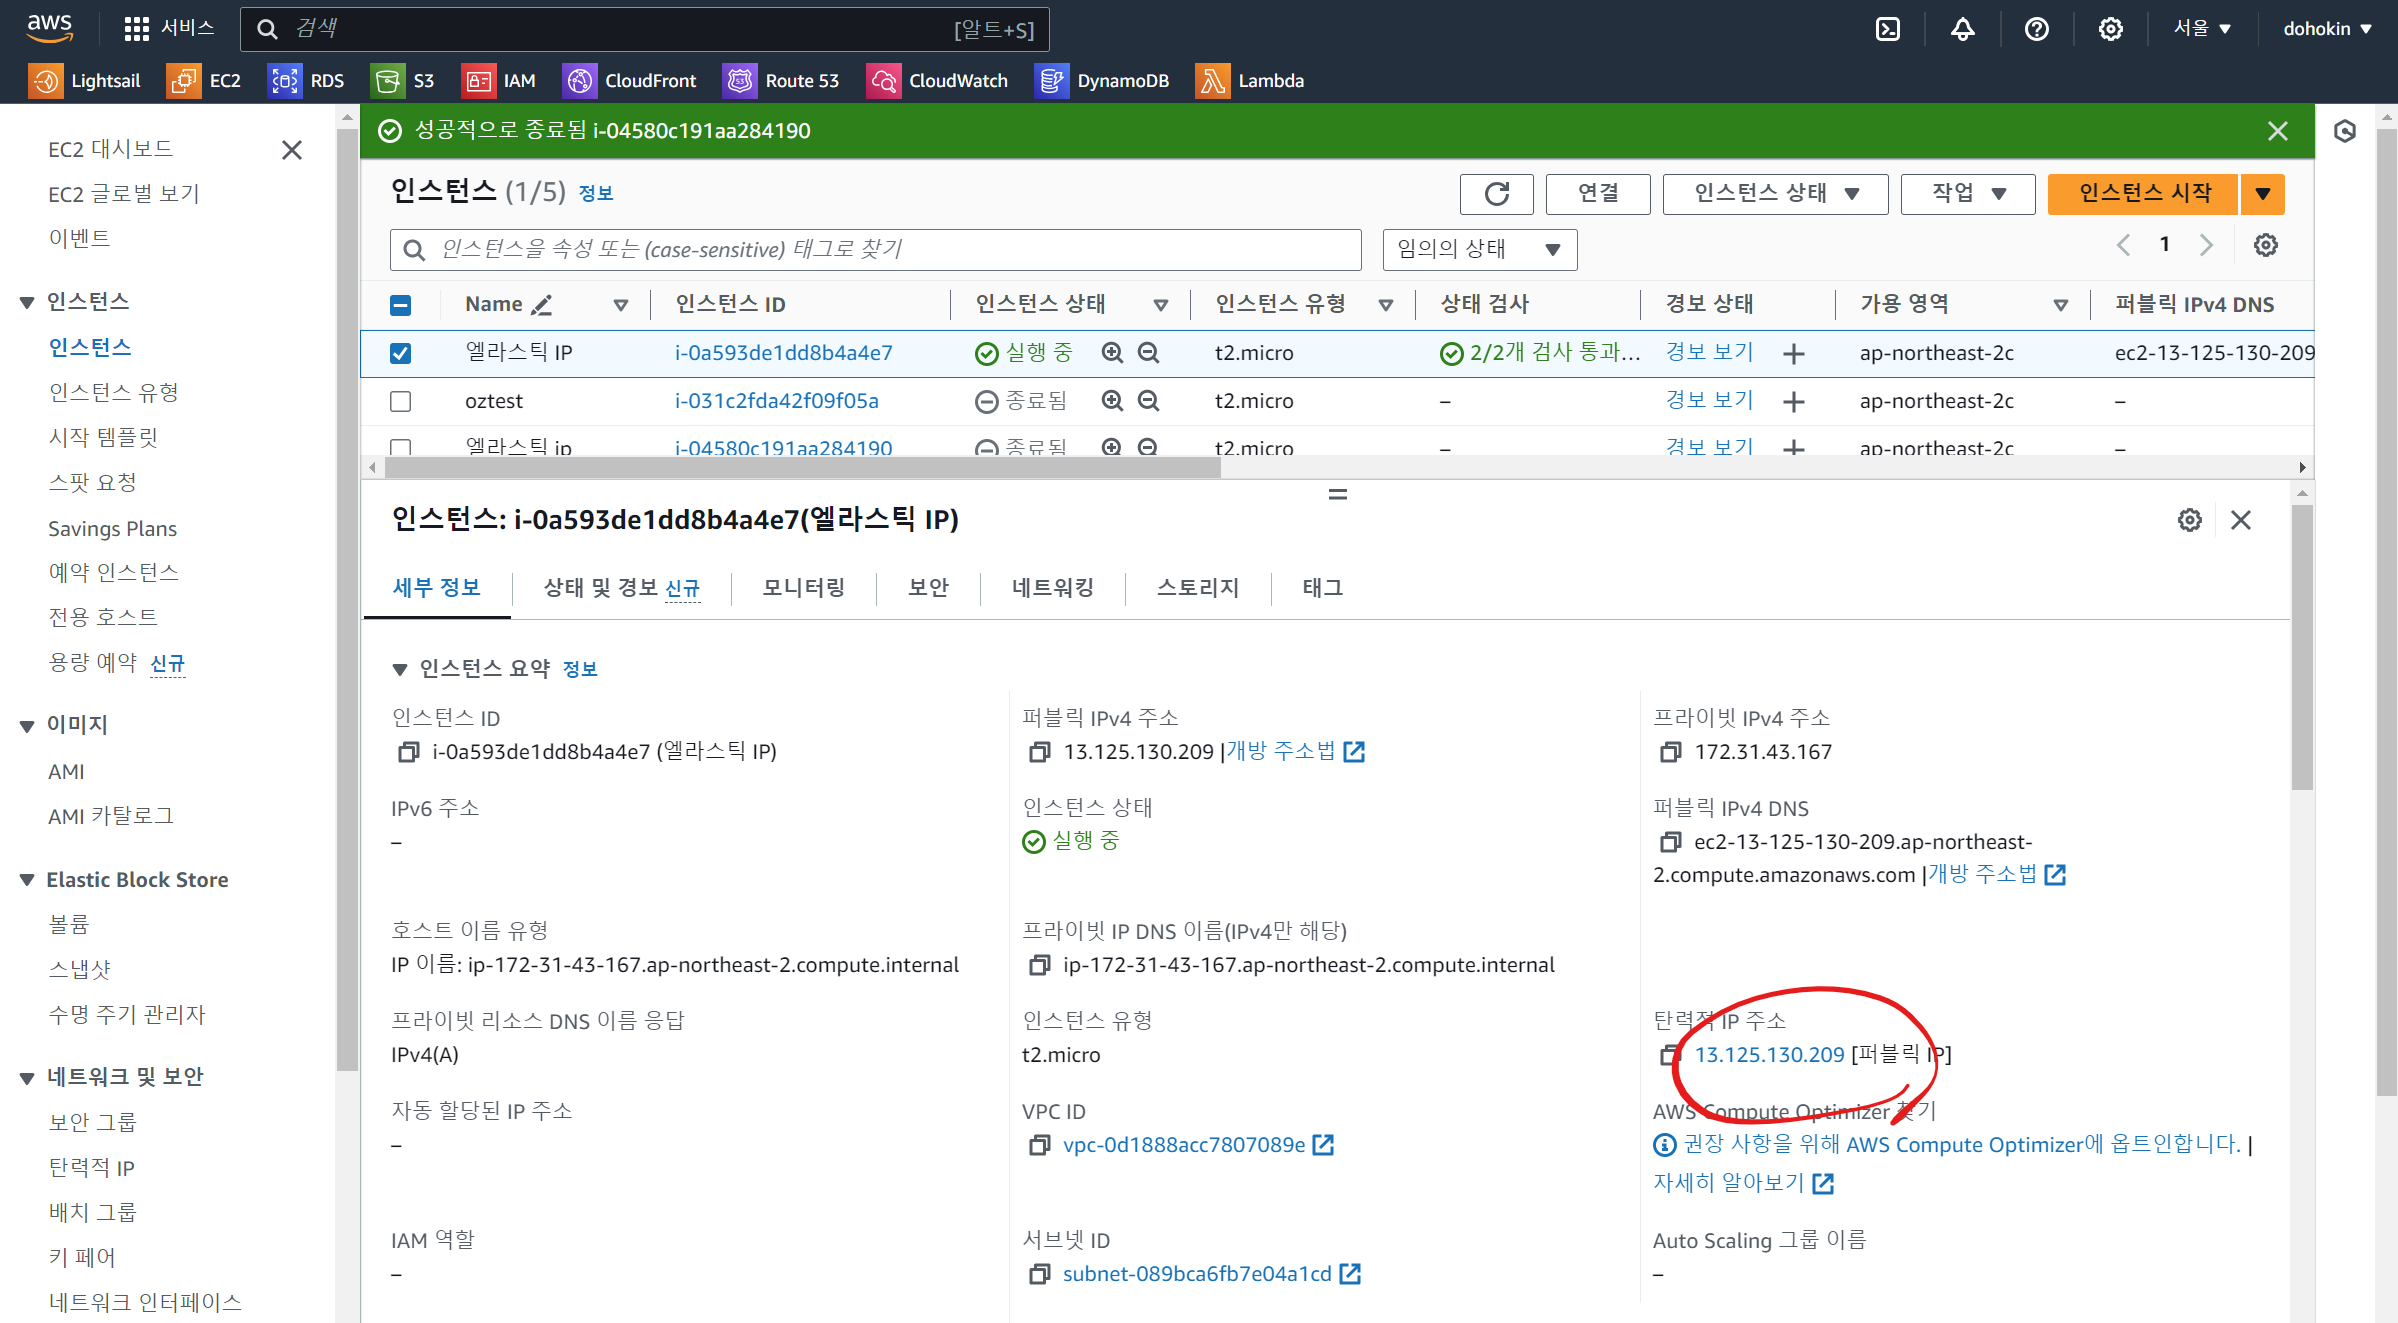 aws 서비스 검색 [알트+S] 서울 dohokin
Lightsail EC2 RDS S3 IAM CloudFront Route 53 CloudWatch DynamoDB Lambda
EC2 대시보드
EC2 글로벌 보기
이벤트
인스턴스
인스턴스
인스턴스 유형
시작 템플릿
스팟 요청
Savings Plans
예약 인스턴스
전용 호스트
용량 예약 신규
이미지
AMI
AMI 카탈로그
Elastic Block Store
볼륨
스냅샷
수명 주기 관리자
네트워크 및 보안
보안 그룹
탄력적 IP
배치 그룹
키 페어
네트워크 인터페이스
성공적으로 종료됨 i-04580c191aa284190
인스턴스 (1/5) 정보 연결 인스턴스 상태 작업 인스턴스 시작
인스턴스을 속성 또는 (case-sensitive) 태그로 찾기 임의의 상태 1
Name 인스턴스 ID 인스턴스 상태 인스턴스 유형 상태 검사 경보 상태 가용 영역 퍼블릭 IPv4 DNS
엘라스틱 IP i-0a593de1dd8b4a4e7 실행 중 t2.micro 2/2개 검사 통과... 경보 보기 ap-northeast-2c ec2-13-125-130-209
oztest i-031c2fda42f09f05a 종료됨 t2.micro – 경보 보기 ap-northeast-2c –
엘라스틱 ip i-04580c191aa284190 종료됨 t2.micro – 경보 보기 ap-northeast-2c –
인스턴스: i-0a593de1dd8b4a4e7(엘라스틱 IP)
세부 정보 상태 및 경보 신규 모니터링 보안 네트워킹 스토리지 태그
인스턴스 요약 정보
인스턴스 ID 퍼블릭 IPv4 주소 프라이빗 IPv4 주소
i-0a593de1dd8b4a4e7 (엘라스틱 IP) 13.125.130.209 |개방 주소법 172.31.43.167
IPv6 주소 인스턴스 상태 퍼블릭 IPv4 DNS
– 실행 중 ec2-13-125-130-209.ap-northeast-
2.compute.amazonaws.com |개방 주소법
호스트 이름 유형 프라이빗 IP DNS 이름(IPv4만 해당)
IP 이름: ip-172-31-43-167.ap-northeast-2.compute.internal ip-172-31-43-167.ap-northeast-2.compute.internal
프라이빗 리소스 DNS 이름 응답 인스턴스 유형 탄력적 IP 주소
IPv4(A) t2.micro 13.125.130.209 [퍼블릭 IP]
자동 할당된 IP 주소 VPC ID AWS Compute Optimizer 찾기
– vpc-0d1888acc7807089e 권장 사항을 위해 AWS Compute Optimizer에 옵트인합니다. |
자세히 알아보기
IAM 역할 서브넷 ID Auto Scaling 그룹 이름
– subnet-089bca6fb7e04a1cd –